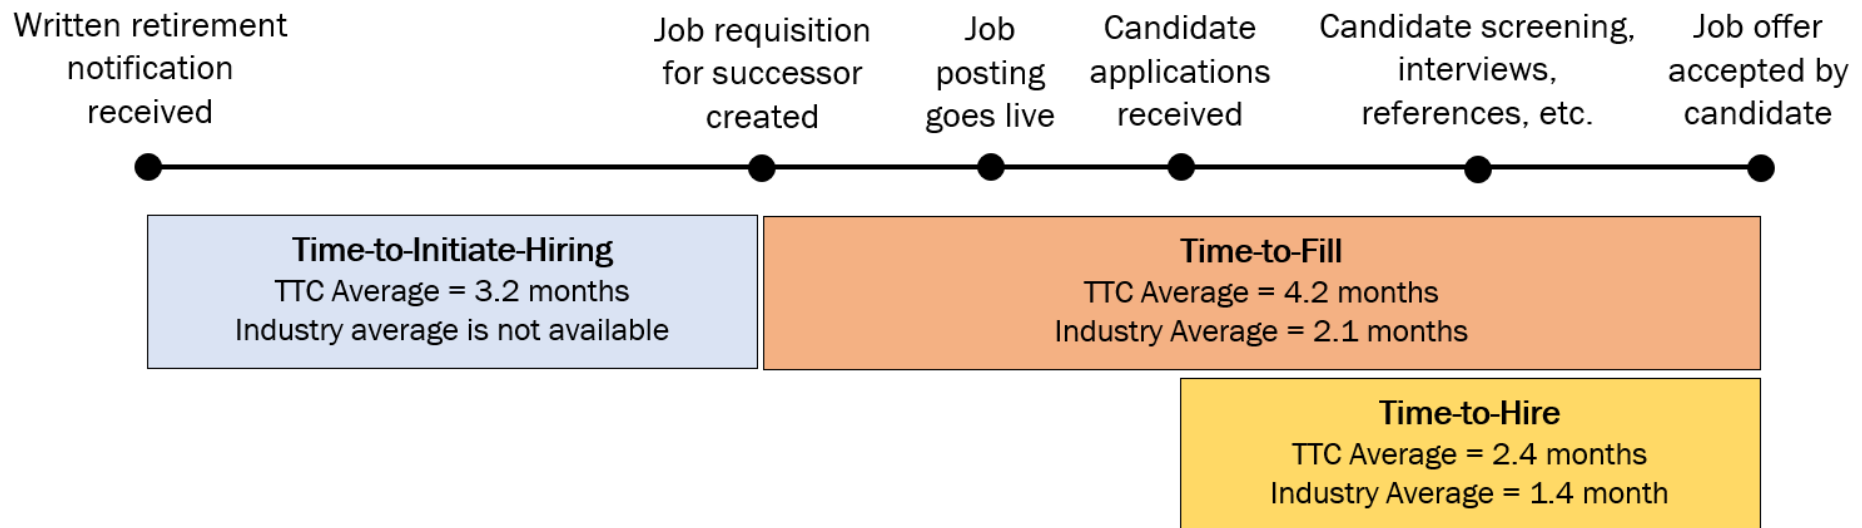 Written retirement
notification
received
Job requisition
for successor
created
Job
posting
goes live
Candidate
applications
received
Candidate screening,
interviews,
references, etc.
Job offer
accepted by
candidate
Time-to-Initiate-Hiring
TTC Average = 3.2 months
Industry average is not available
Time-to-Fill
TTC Average = 4.2 months
Industry Average = 2.1 months
Time-to-Hire
TTC Average = 2.4 months
Industry Average = 1.4 month